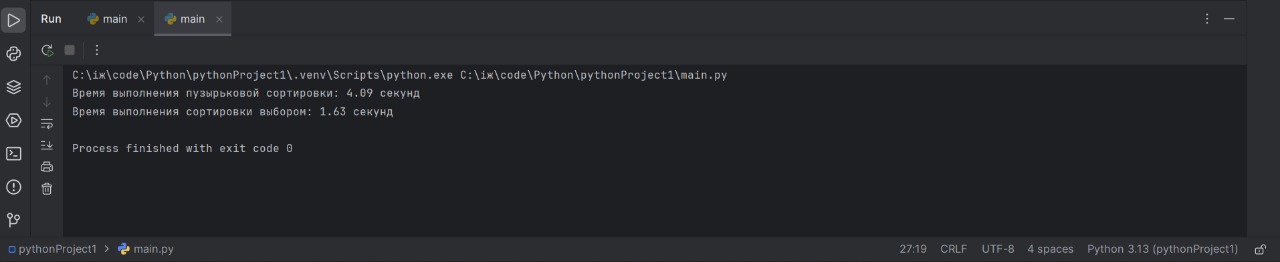 Run main main
C:\іж\code\Python\pythonProject1\.venv\Scripts\python.exe C:\іж\code\Python\pythonProject1\main.py
Время выполнения пузырьковой сортировки: 4.09 секунд
Время выполнения сортировки выбором: 1.63 секунд
Process finished with exit code 0
pythonProject1 > main.py 27:19 CRLF UTF-8 4 spaces Python 3.13 (pythonProject1)